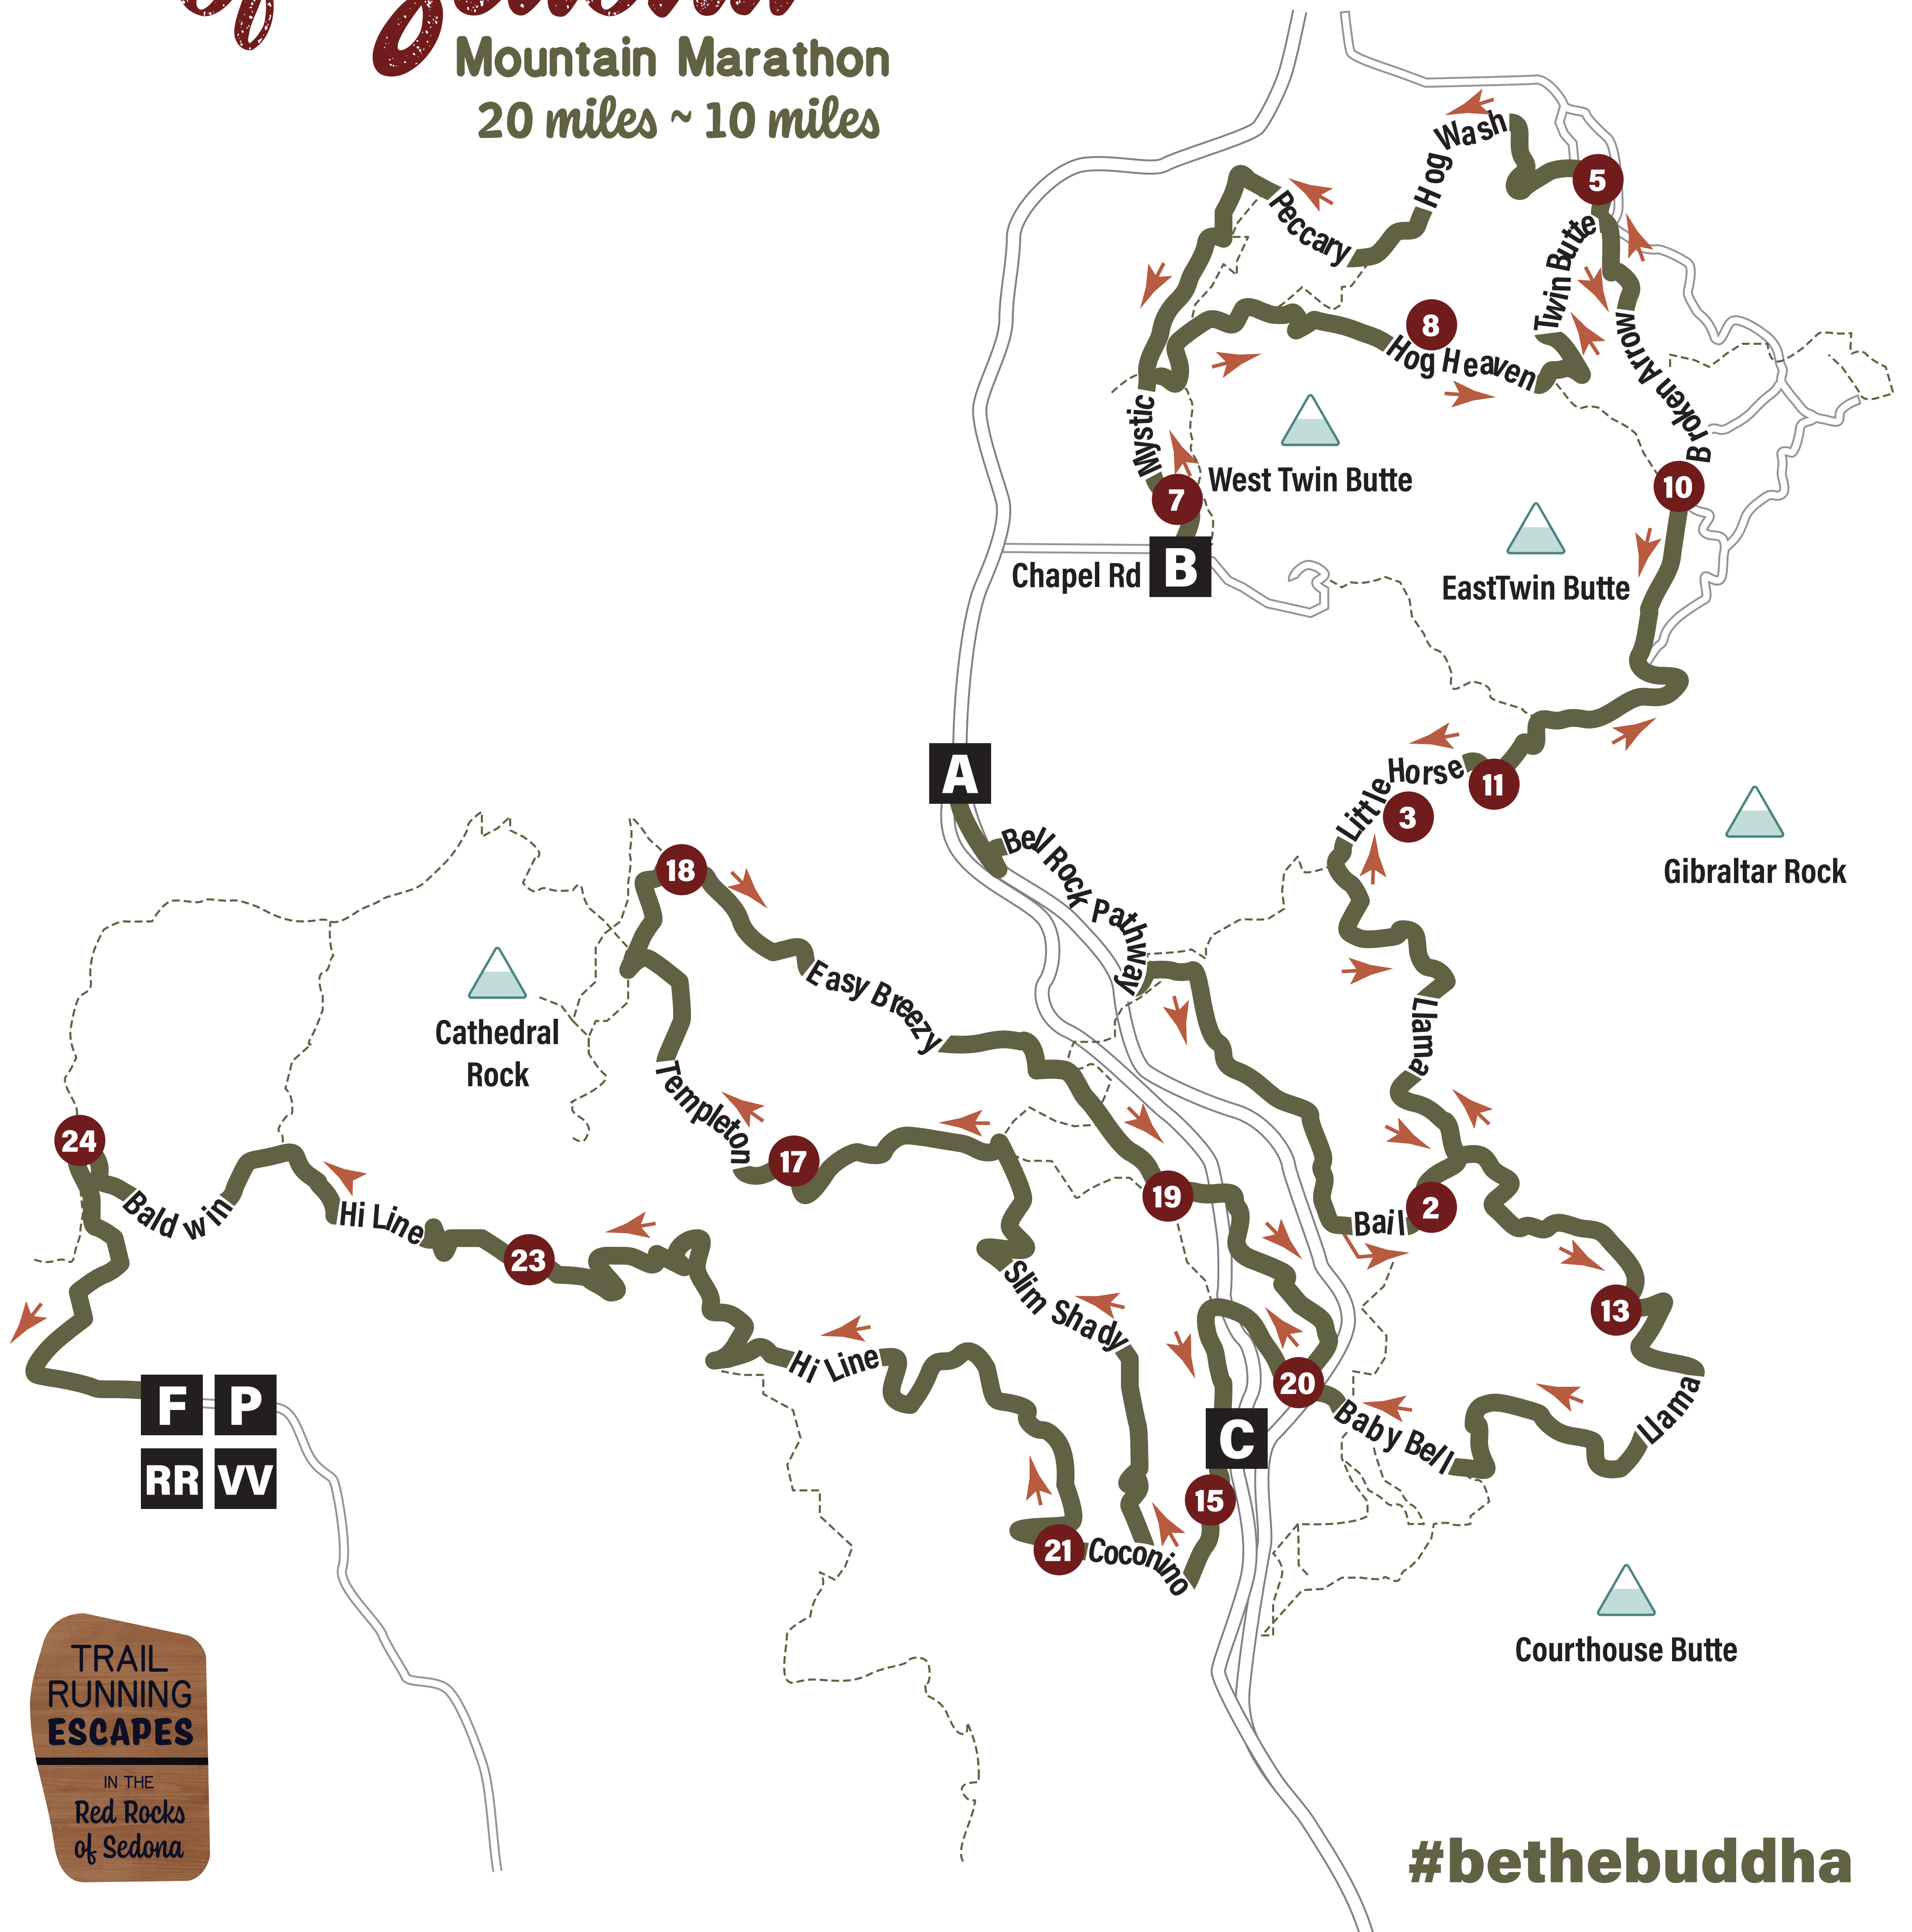 Mountain Marathon
20 miles ~ 10 miles
Hog Wash
5
Peccary
Twin Butte
8
Hog Heaven
Broken Arrow
Mystic
7
West Twin Butte
10
Chapel Rd
B
EastTwin Butte
A
Little Horse
11
3
Gibraltar Rock
Bell Rock Pathway
18
Easy Breezy
Cathedral
Rock
Llama
Templeton
24
17
19
2
Bail
Baldwin
Hi Line
23
Slim Shady
13
Hi Line
20
Llama
Baby Bell
F
P
RR
VV
C
15
21
Coconino
Courthouse Butte
TRAIL
RUNNING
ESCAPES
IN THE
Red Rocks
of Sedona
#bethebuddha